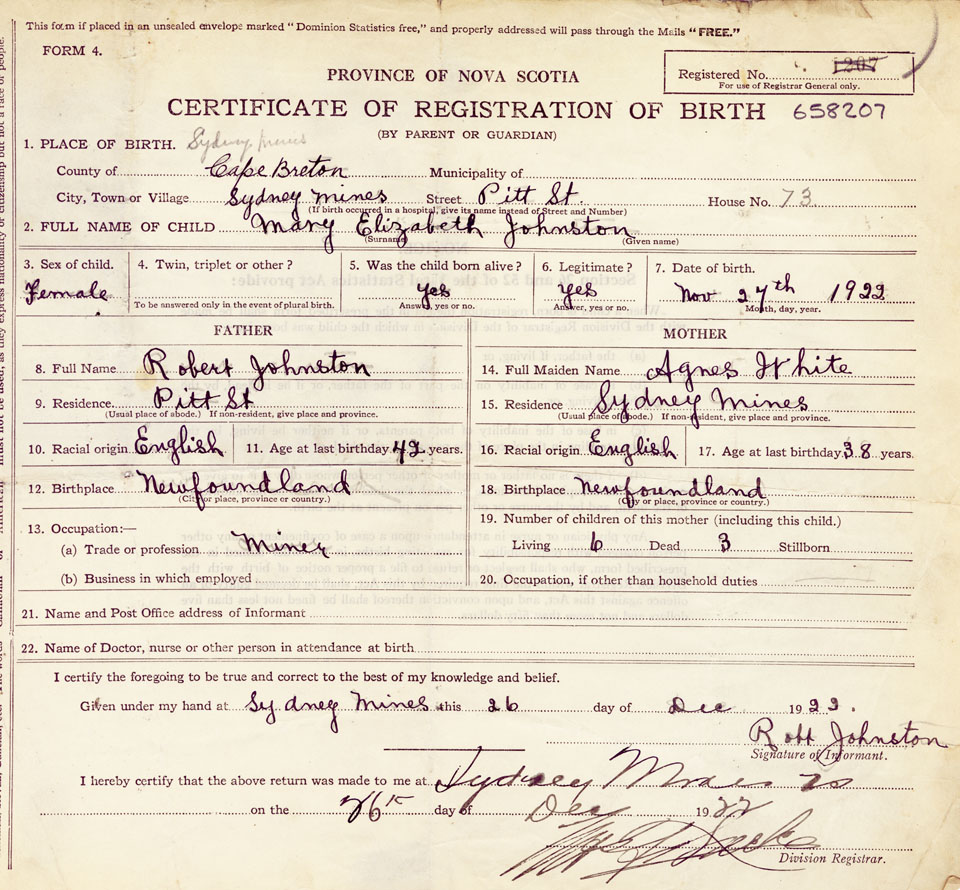 This form if placed in an unsealed envelope marked "Dominion Statistics free," and properly addressed will pass through the Mails "FREE."
FORM 4.
PROVINCE OF NOVA SCOTIA
Registered No. 1207
For use of Registrar General only.
CERTIFICATE OF REGISTRATION OF BIRTH 658207
(BY PARENT OR GUARDIAN)
1. PLACE OF BIRTH. Sydney Mines
County of Cape Breton Municipality of
City, Town or Village Sydney Mines Street Pitt St. House No. 73
(If birth occurred in a hospital, give its name instead of Street and Number)
2. FULL NAME OF CHILD Mary Elizabeth Johnston
(Surname) (Given name)
3. Sex of child. 4. Twin, triplet or other? 5. Was the child born alive? 6. Legitimate? 7. Date of birth.
Female yes yes Nov 27th 1922
To be answered only in the event of plural birth. Answer, yes or no. Answer, yes or no. Month, day, year.
FATHER
8. Full Name Robert Johnston
9. Residence. Pitt St
(Usual place of abode.) If non-resident, give place and province.
10. Racial origin English 11. Age at last birthday 42 years.
12. Birthplace Newfoundland
(City or place, province or country.)
13. Occupation:—
(a) Trade or profession Miner
(b) Business in which employed
MOTHER
14. Full Maiden Name Agnes White
15. Residence Sydney Mines
(Usual place of abode.) If non-resident, give place and province.
16. Racial origin English 17. Age at last birthday 38 years.
18. Birthplace Newfoundland
(City or place, province or country.)
19. Number of children of this mother (including this child.)
Living 6 Dead 3 Stillborn
20. Occupation, if other than household duties
21. Name and Post Office address of Informant
22. Name of Doctor, nurse or other person in attendance at birth
I certify the foregoing to be true and correct to the best of my knowledge and belief.
Given under my hand at Sydney Mines this 26 day of Dec 1922.
Robt Johnston
Signature of Informant.
I hereby certify that the above return was made to me at Sydney Mines
on the 26th day of Dec 1922
Division Registrar.